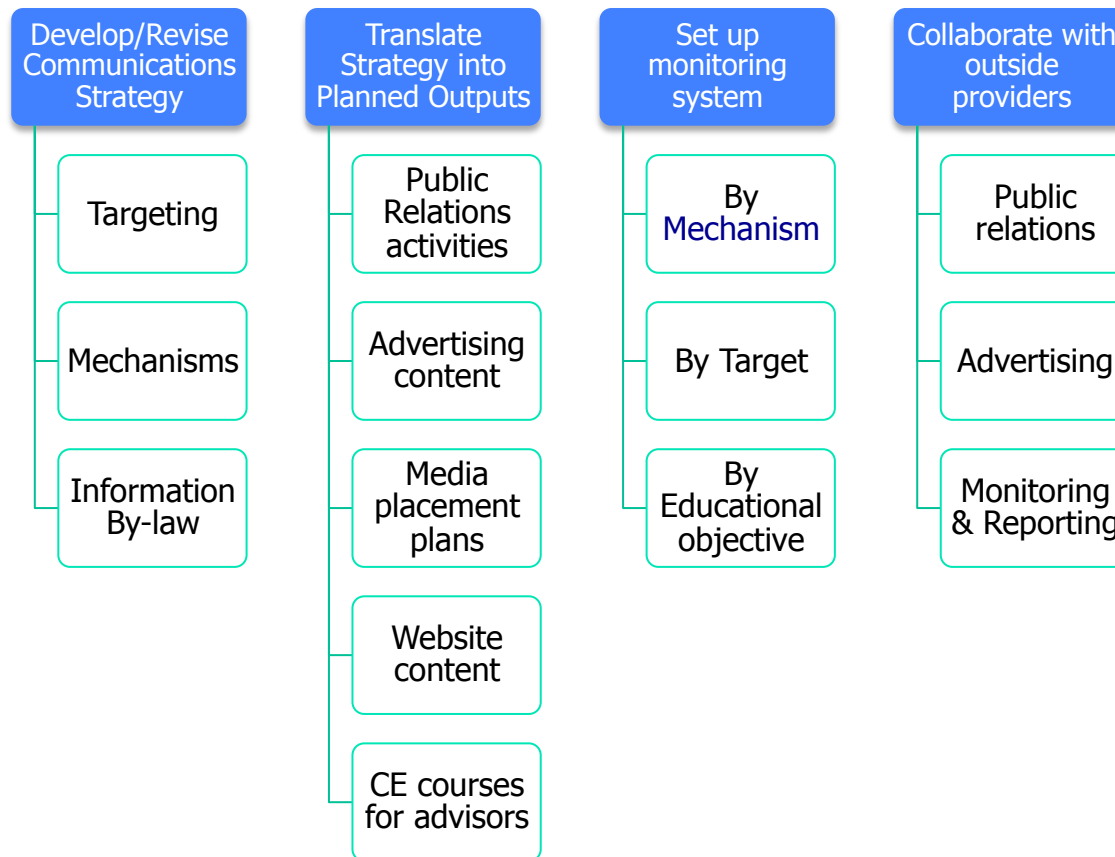 Develop/Revise
Communications
Strategy
Targeting
Mechanisms
Information
By-law
Translate
Strategy into
Planned Outputs
Public
Relations
activities
Advertising
content
Media
placement
plans
Website
content
CE courses
for advisors
Set up
monitoring
system
By
Mechanism
By Target
By
Educational
objective
Collaborate with
outside
providers
Public
relations
Advertising
Monitoring
& Reporting